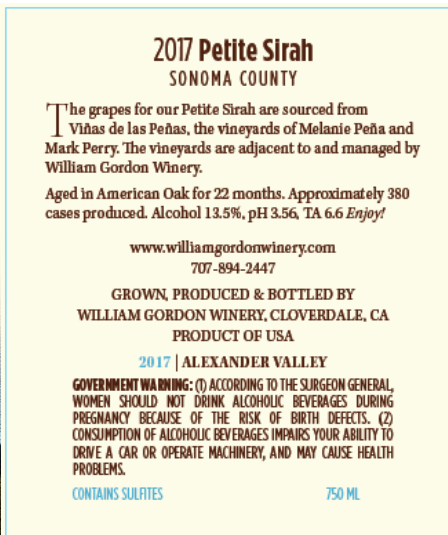 2017 Petite Sirah
SONOMA COUNTY
The grapes for our Petite Sirah are sourced from
Viñas de las Peñas, the vineyards of Melanie Peña and
Mark Perry. The vineyards are adjacent to and managed by
William Gordon Winery.
Aged in American Oak for 22 months. Approximately 380
cases produced. Alcohol 13.5%, pH 3.56, TA 6.6 Enjoy!
www.williamgordonwinery.com
707-894-2447
GROWN, PRODUCED & BOTTLED BY
WILLIAM GORDON WINERY, CLOVERDALE, CA
PRODUCT OF USA
2017 | ALEXANDER VALLEY
GOVERNMENT WARNING: (1) ACCORDING TO THE SURGEON GENERAL,
WOMEN SHOULD NOT DRINK ALCOHOLIC BEVERAGES DURING
PREGNANCY BECAUSE OF THE RISK OF BIRTH DEFECTS. (2)
CONSUMPTION OF ALCOHOLIC BEVERAGES IMPAIRS YOUR ABILITY TO
DRIVE A CAR OR OPERATE MACHINERY, AND MAY CAUSE HEALTH
PROBLEMS.
CONTAINS SULFITES 750 ML